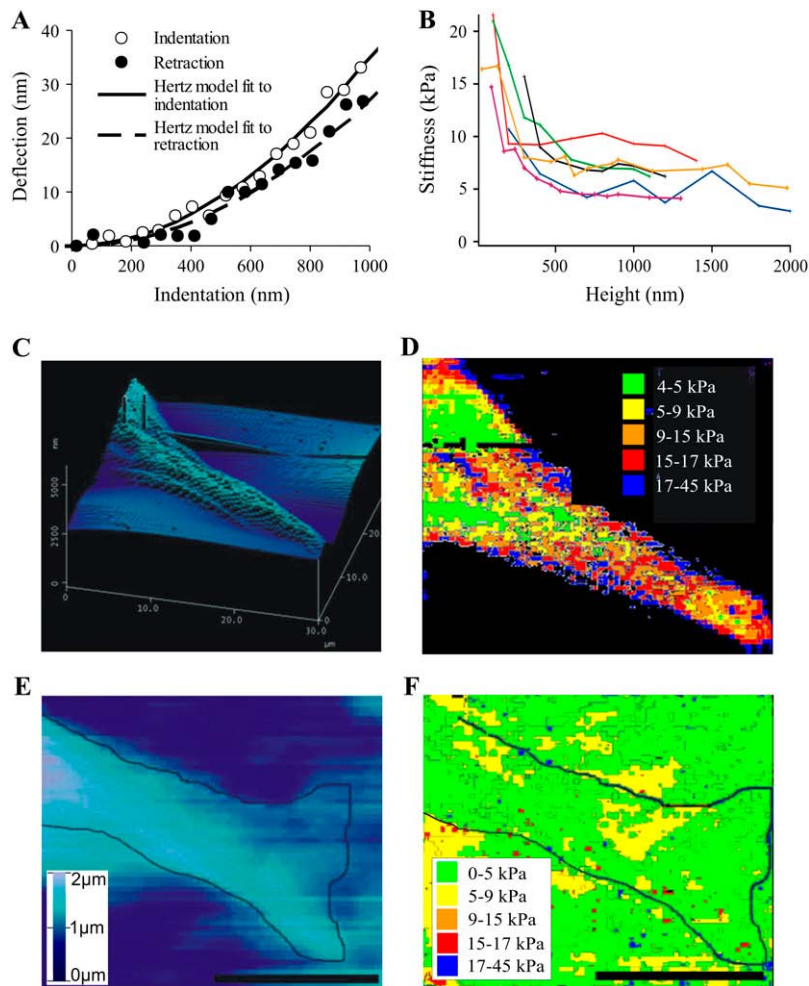 A
Indentation
Retraction
Hertz model fit to
indentation
Hertz model fit to
retraction
Deflection (nm)
40
30
20
10
0
0
200
400
600
800
1000
Indentation (nm)
B
Stiffness (kPa)
20
15
10
5
0
500
1000
1500
2000
Height (nm)
C
nm
5000
2500
0
0
10.0
20.0
30.0
µm
0
10.0
20.
D
4-5 kPa
5-9 kPa
9-15 kPa
15-17 kPa
17-45 kPa
E
2µm
1µm
0µm
F
0-5 kPa
5-9 kPa
9-15 kPa
15-17 kPa
17-45 kPa